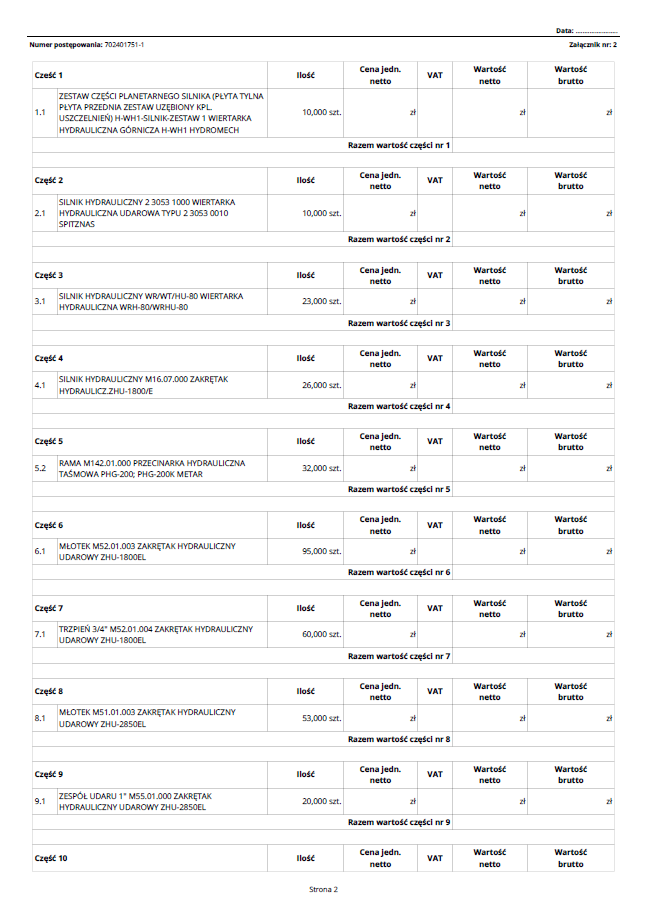 Data: ......................
Numer postępowania: 702401751-1 Załącznik nr: 2
Cześć 1 Ilość Cena jedn. netto VAT Wartość netto Wartość brutto
1.1 ZESTAW CZĘŚCI PLANETARNEGO SILNIKA (PŁYTA TYLNA
PŁYTA PRZEDNIA ZESTAW UZĘBIONY KPL.
USZCZELNIEŃ) H-WH1-SILNIK-ZESTAW 1 WIERTARKA
HYDRAULICZNA GÓRNICZA H-WH1 HYDROMECH
10,000 szt. zł zł zł
Razem wartość części nr 1
Część 2 Ilość Cena jedn. netto VAT Wartość netto Wartość brutto
2.1 SILNIK HYDRAULICZNY 2 3053 1000 WIERTARKA
HYDRAULICZNA UDAROWA TYPU 2 3053 0010
SPITZNAS
10,000 szt. zł zł zł
Razem wartość części nr 2
Część 3 Ilość Cena jedn. netto VAT Wartość netto Wartość brutto
3.1 SILNIK HYDRAULICZNY WR/WT/HU-80 WIERTARKA
HYDRAULICZNA WRH-80/WRHU-80
23,000 szt. zł zł zł
Razem wartość części nr 3
Część 4 Ilość Cena jedn. netto VAT Wartość netto Wartość brutto
4.1 SILNIK HYDRAULICZNY M16.07.000 ZAKRĘTAK
HYDRAULICZ.ZHU-1800/E
26,000 szt. zł zł zł
Razem wartość części nr 4
Część 5 Ilość Cena jedn. netto VAT Wartość netto Wartość brutto
5.2 RAMA M142.01.000 PRZECINARKA HYDRAULICZNA
TAŚMOWA PHG-200; PHG-200K METAR
32,000 szt. zł zł zł
Razem wartość części nr 5
Część 6 Ilość Cena jedn. netto VAT Wartość netto Wartość brutto
6.1 MŁOTEK M52.01.003 ZAKRĘTAK HYDRAULICZNY
UDAROWY ZHU-1800EL
95,000 szt. zł zł zł
Razem wartość części nr 6
Część 7 Ilość Cena jedn. netto VAT Wartość netto Wartość brutto
7.1 TRZPIEŃ 3/4" M52.01.004 ZAKRĘTAK HYDRAULICZNY
UDAROWY ZHU-1800EL
60,000 szt. zł zł zł
Razem wartość części nr 7
Część 8 Ilość Cena jedn. netto VAT Wartość netto Wartość brutto
8.1 MŁOTEK M51.01.003 ZAKRĘTAK HYDRAULICZNY
UDAROWY ZHU-2850EL
53,000 szt. zł zł zł
Razem wartość części nr 8
Część 9 Ilość Cena jedn. netto VAT Wartość netto Wartość brutto
9.1 ZESPÓŁ UDARU 1" M55.01.000 ZAKRĘTAK
HYDRAULICZNY UDAROWY ZHU-2850EL
20,000 szt. zł zł zł
Razem wartość części nr 9
Część 10 Ilość Cena jedn. netto VAT Wartość netto Wartość brutto
Strona 2